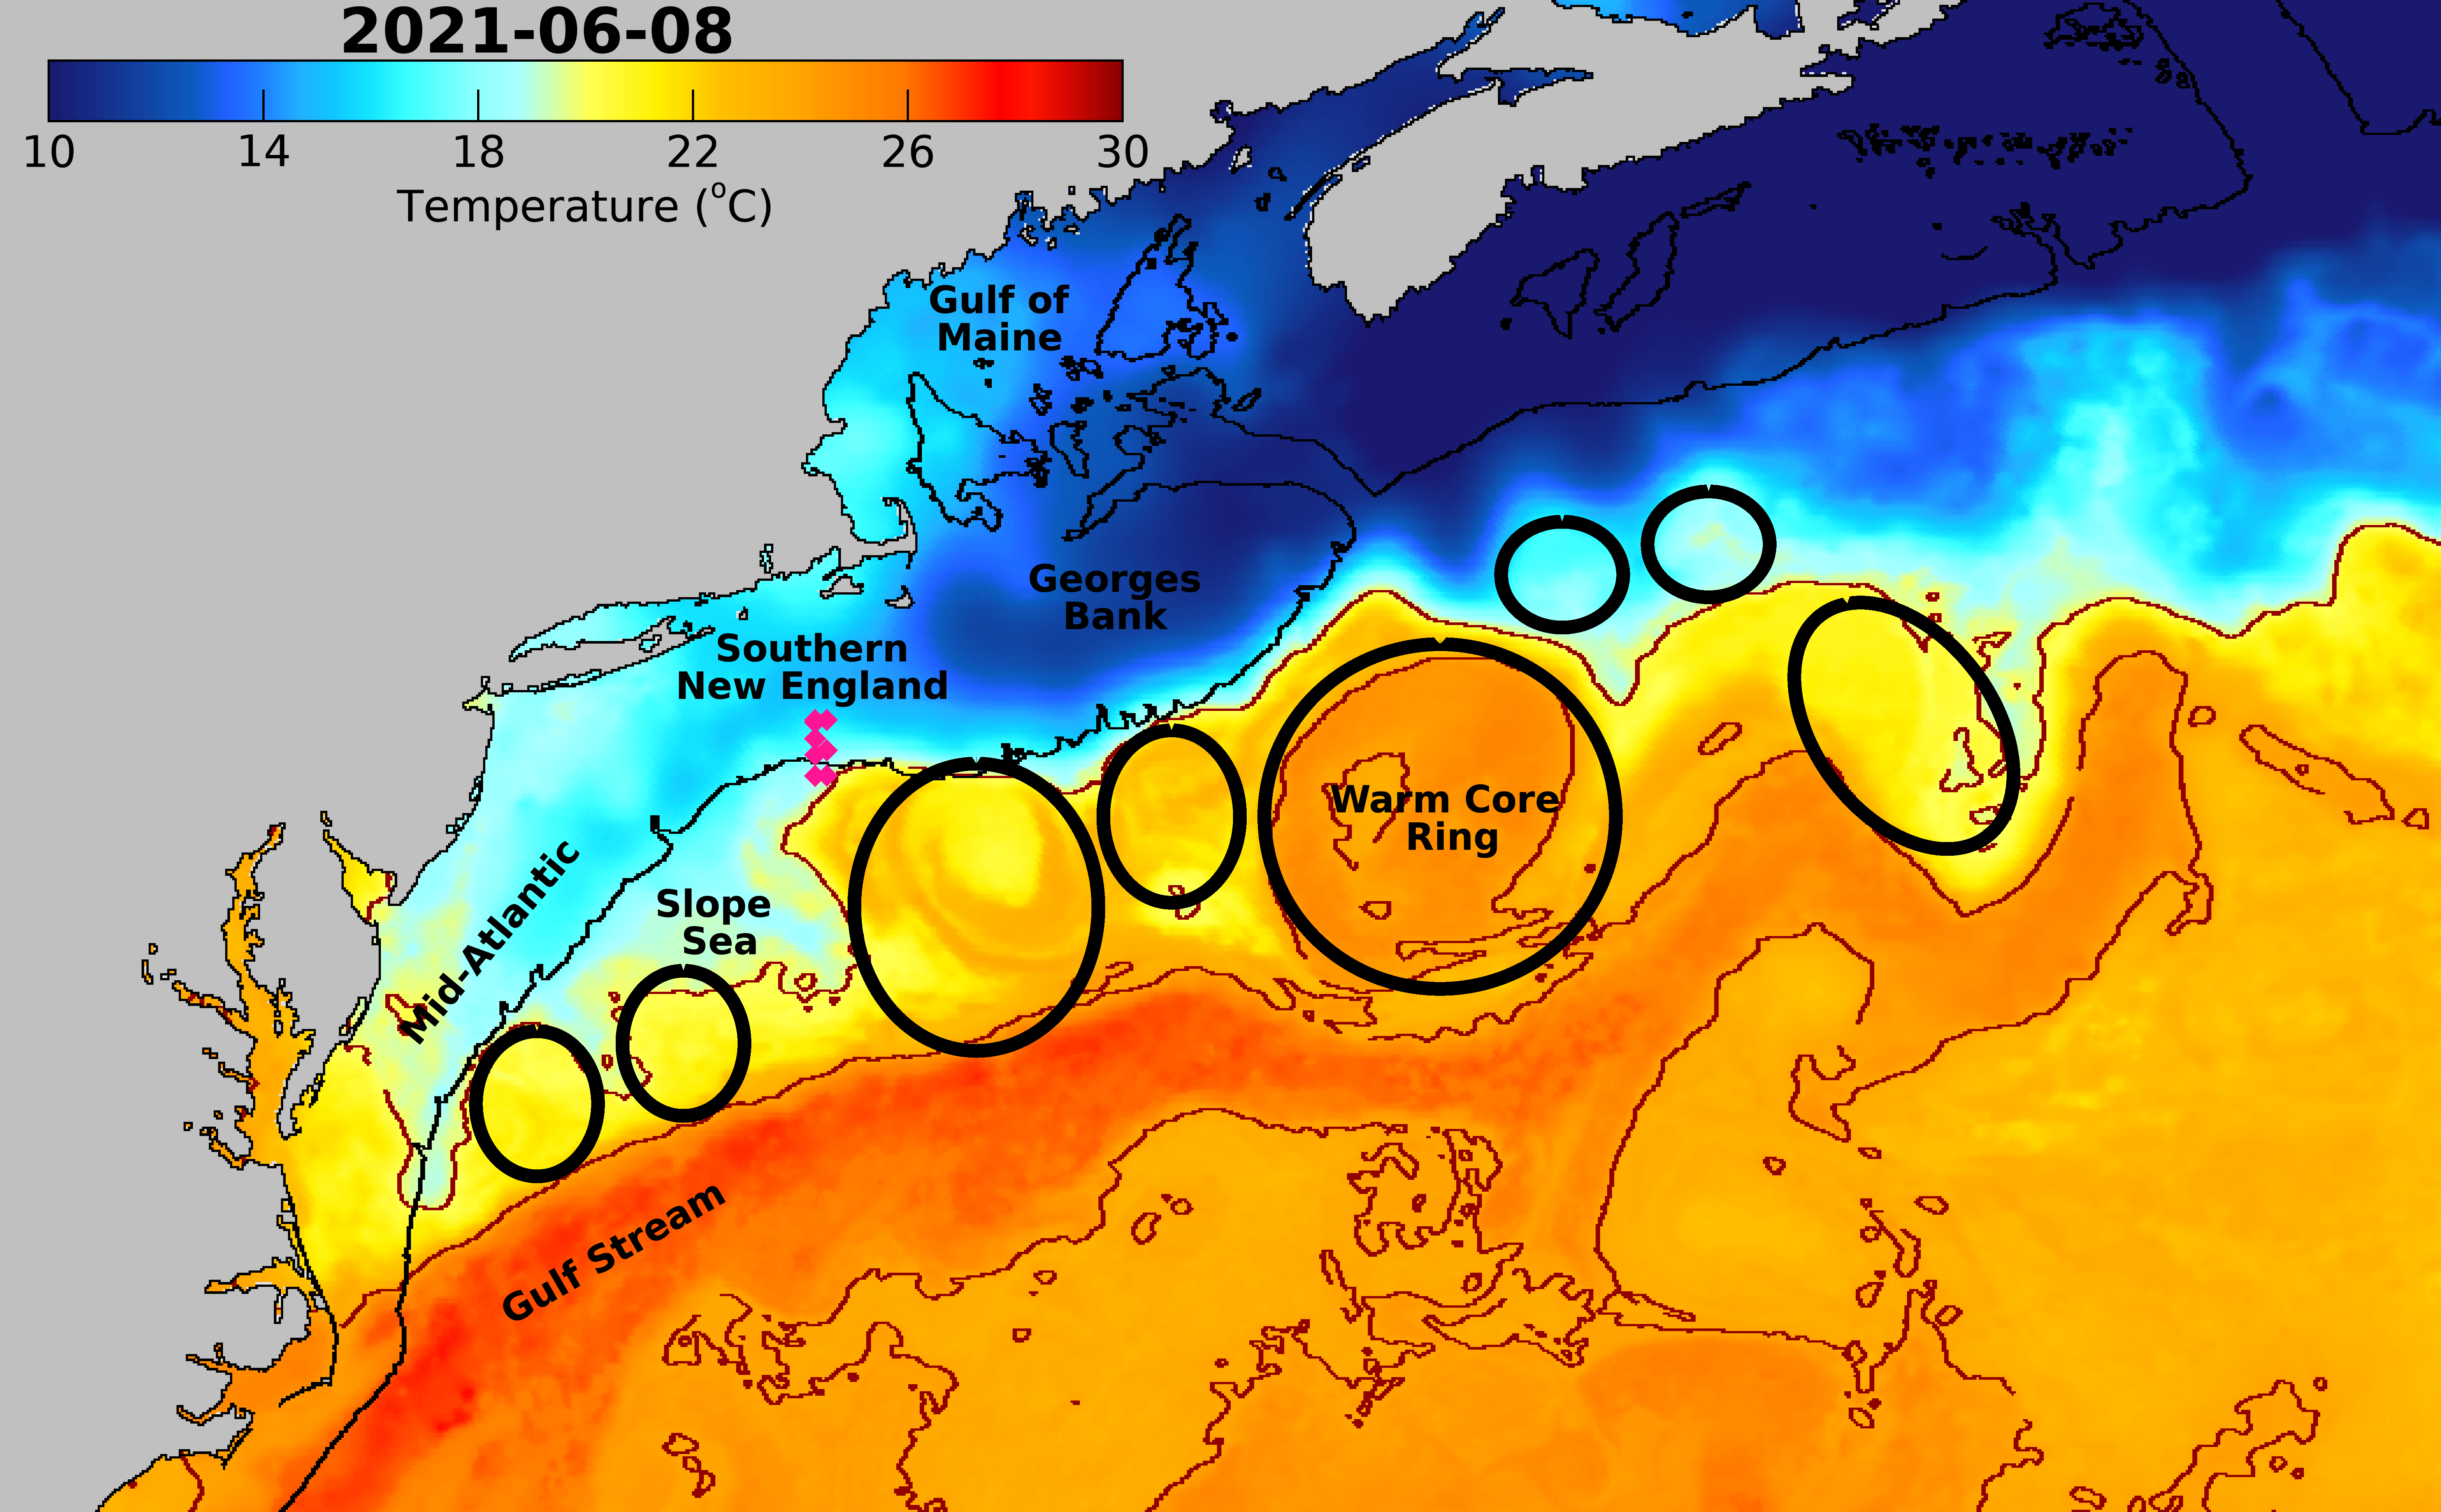 2021-06-08
10 14 18 22 26 30
Temperature (°C)
Gulf of
Maine
Georges
Bank
Southern
New England
Warm Core
Ring
Slope
Sea
Mid-Atlantic
Gulf Stream